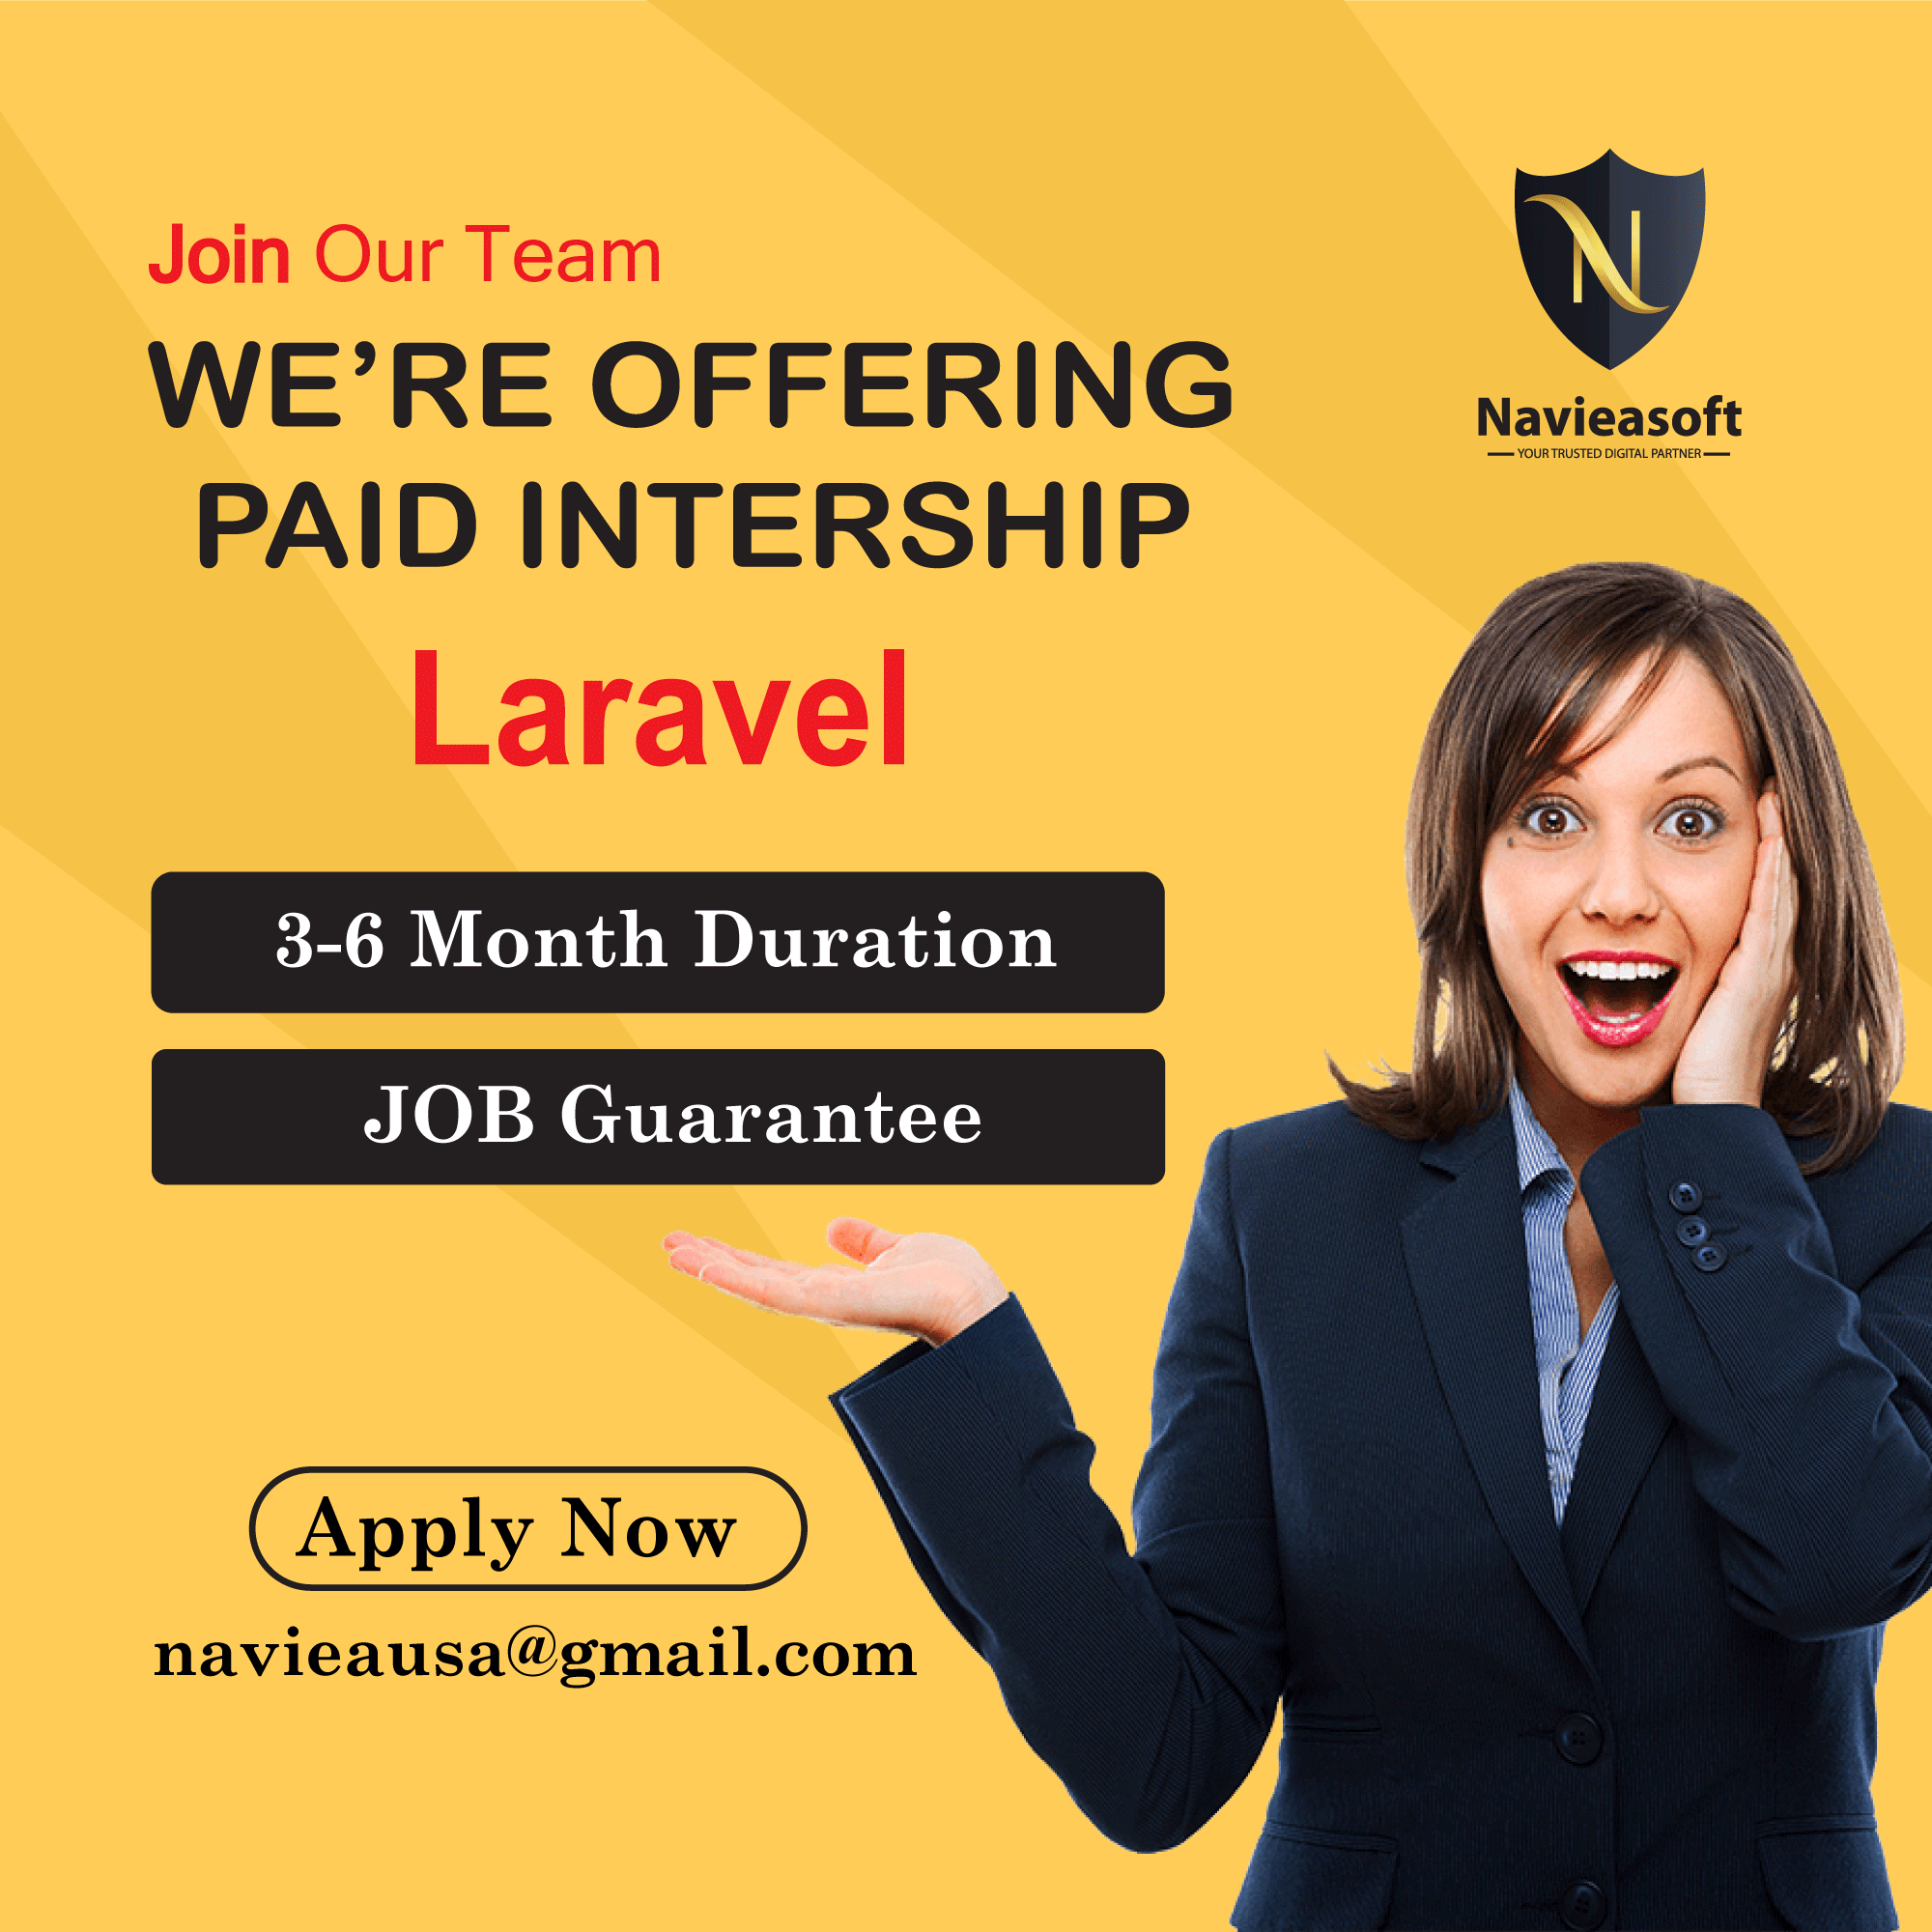 Join Our Team
WE'RE OFFERING
PAID INTERSHIP
Laravel
3-6 Month Duration
JOB Guarantee
Apply Now
navieausa@gmail.com
N
Navieasoft
YOUR TRUSTED DIGITAL PARTNER